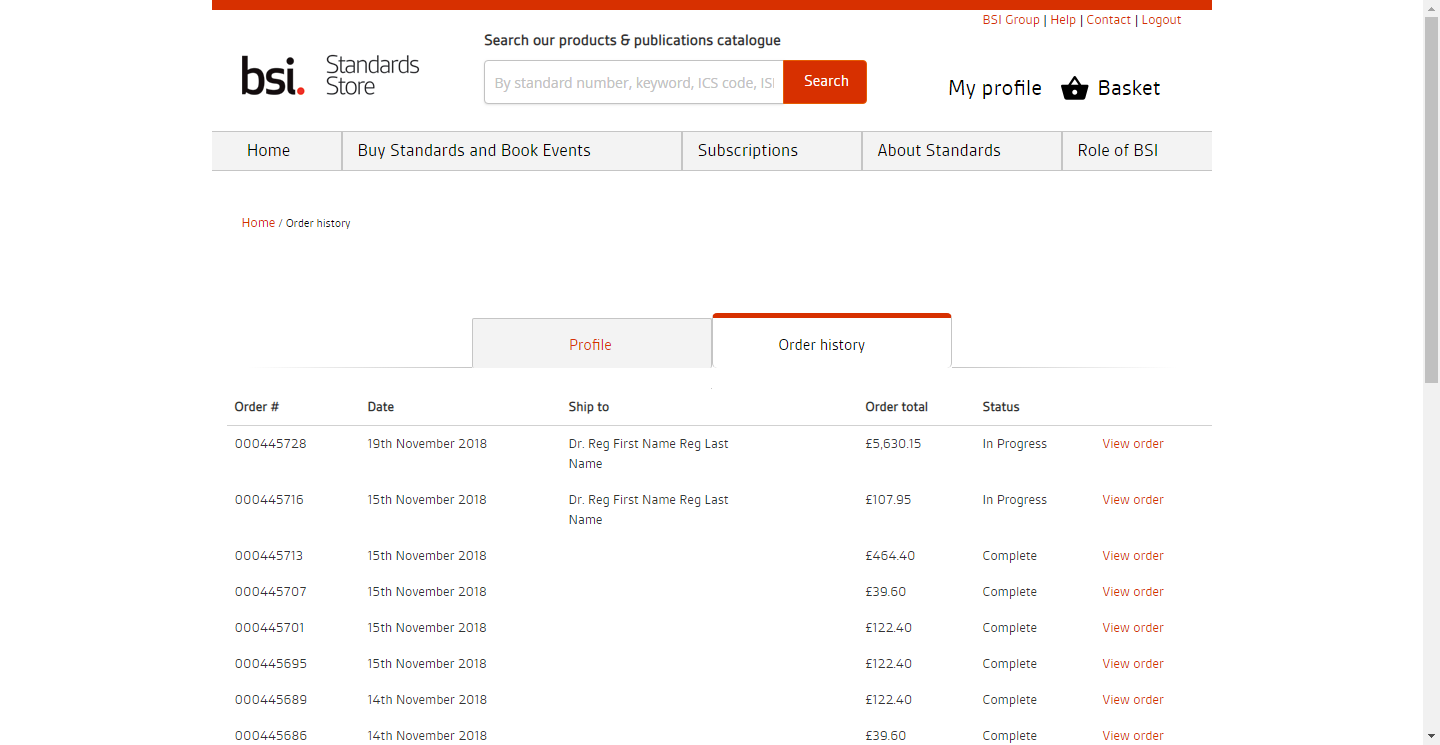 BSI Group | Help | Contact | Logout
Search our products & publications catalogue
bsi. Standards Store
By standard number, keyword, ICS code, ISI
Search
My profile
Basket
Home
Buy Standards and Book Events
Subscriptions
About Standards
Role of BSI
Home / Order history
Profile
Order history
Order # Date Ship to Order total Status
000445728 19th November 2018 Dr. Reg First Name Reg Last £5,630.15 In Progress View order
Name
000445716 15th November 2018 Dr. Reg First Name Reg Last £107.95 In Progress View order
Name
000445713 15th November 2018 £464.40 Complete View order
000445707 15th November 2018 £39.60 Complete View order
000445701 15th November 2018 £122.40 Complete View order
000445695 15th November 2018 £122.40 Complete View order
000445689 14th November 2018 £122.40 Complete View order
000445686 14th November 2018 £39.60 Complete View order